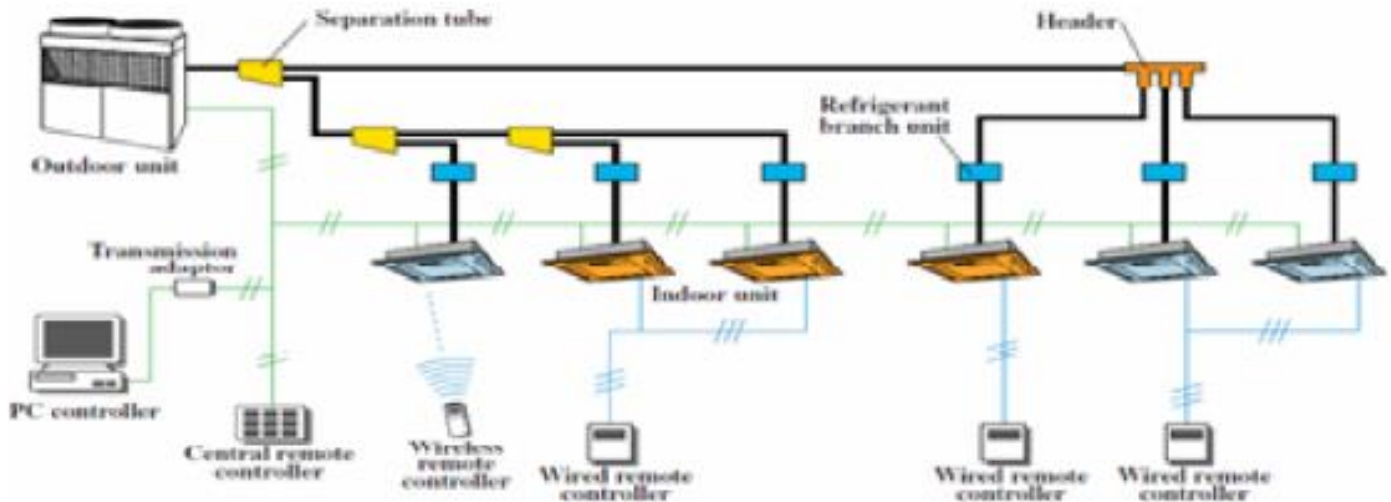 Separation tube
Header
Refrigerant
branch unit
Outdoor unit
Transmission
adaptor
Indoor unit
PC controller
Central remote
controller
Wireless
remote
controller
Wired remote
controller
Wired remote
controller
Wired remote
controller